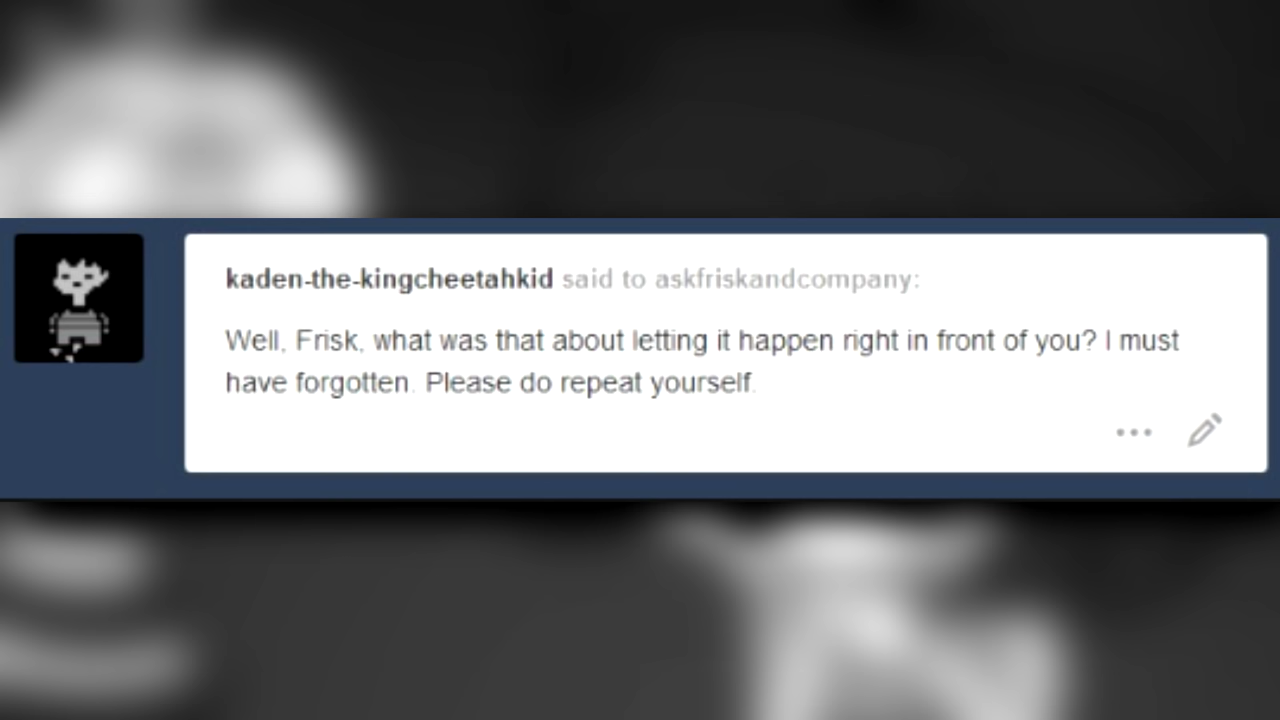 kaden-the-kingcheetahkid said to askfriskandcompany:
Well, Frisk, what was that about letting it happen right in front of you? I must
have forgotten. Please do repeat yourself.